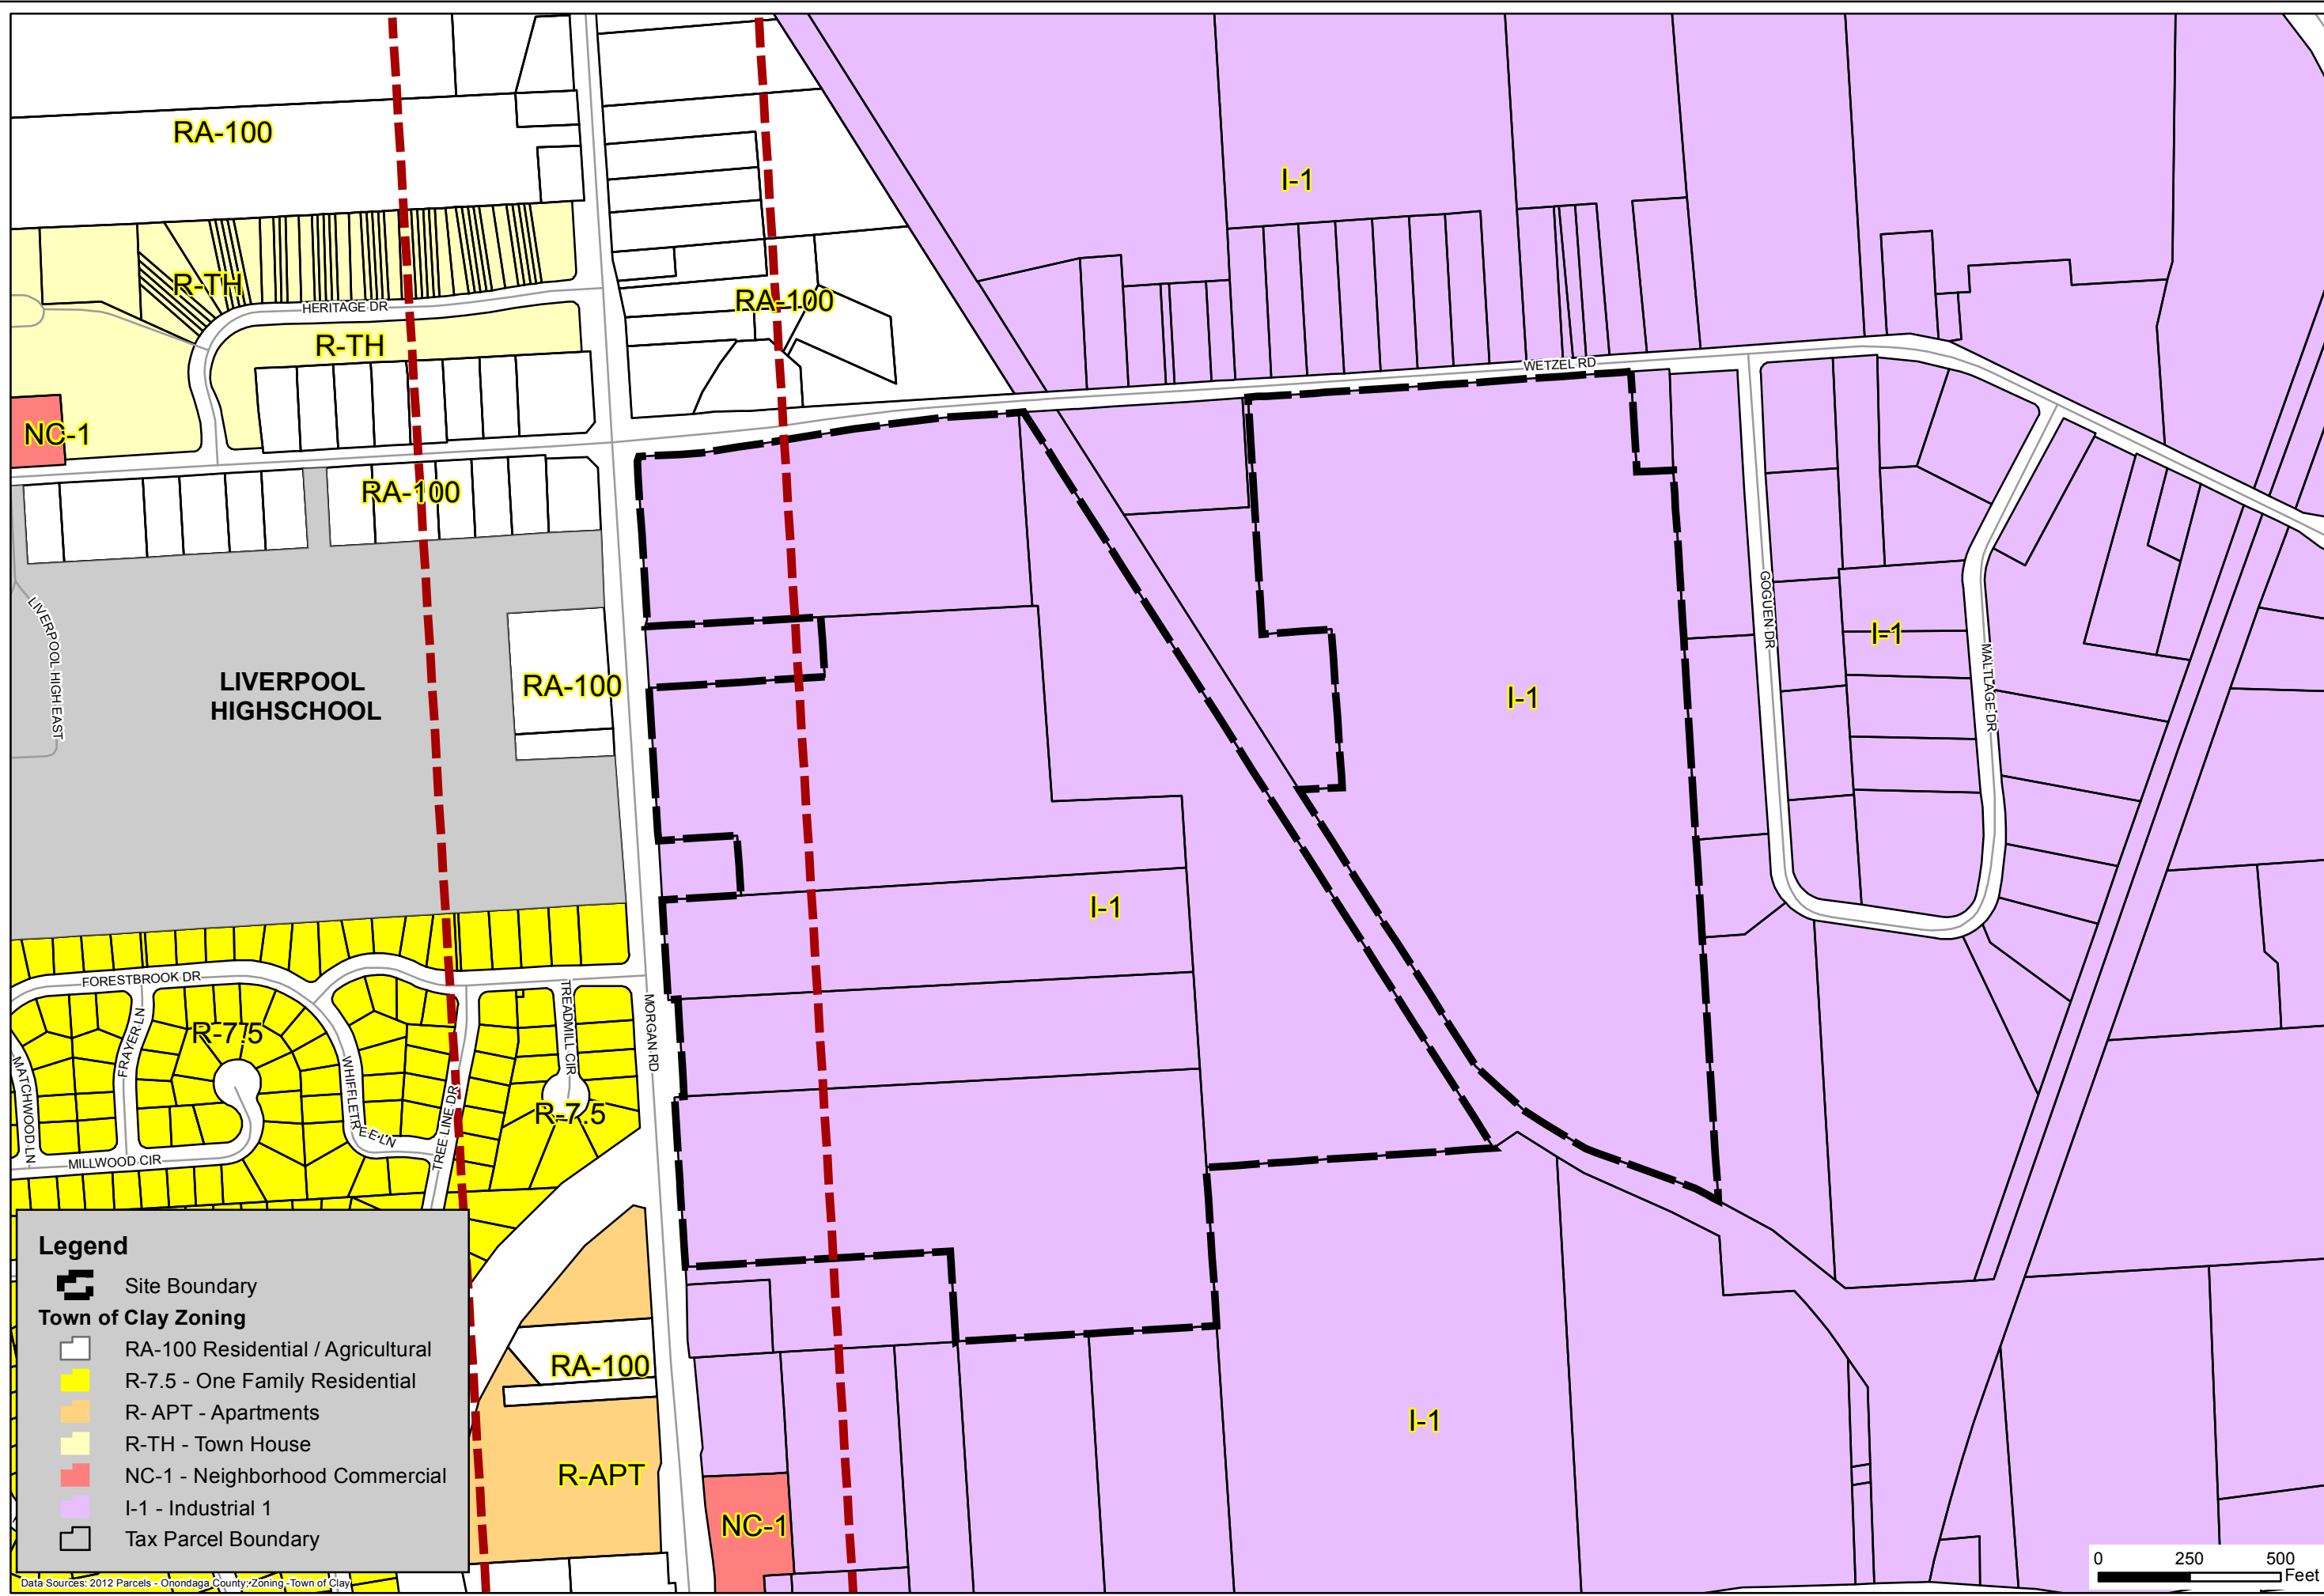 RA-100
I-1
R-TH
HERITAGE DR
RA-100
R-TH
WETZEL RD
NC-1
RA-100
GOGUEN DR
I-1
LIVERPOOL HIGH EAST
LIVERPOOL
HIGHSCHOOL
RA-100
I-1
MALTLAGE DR
I-1
FORESTBROOK DR
TREADMILL CIR
MORGAN RD
FRAYER LN
R-7.5
MATCHWOOD LN
WHIFFLETREE LN
TREE LINE DR
R-7.5
MILLWOOD CIR
Legend
Site Boundary
Town of Clay Zoning
RA-100 Residential / Agricultural
R-7.5 - One Family Residential
R- APT - Apartments
R-TH - Town House
NC-1 - Neighborhood Commercial
I-1 - Industrial 1
Tax Parcel Boundary
RA-100
I-1
R-APT
NC-1
0 250 500
Feet
Data Sources: 2012 Parcels - Onondaga County; Zoning -Town of Clay